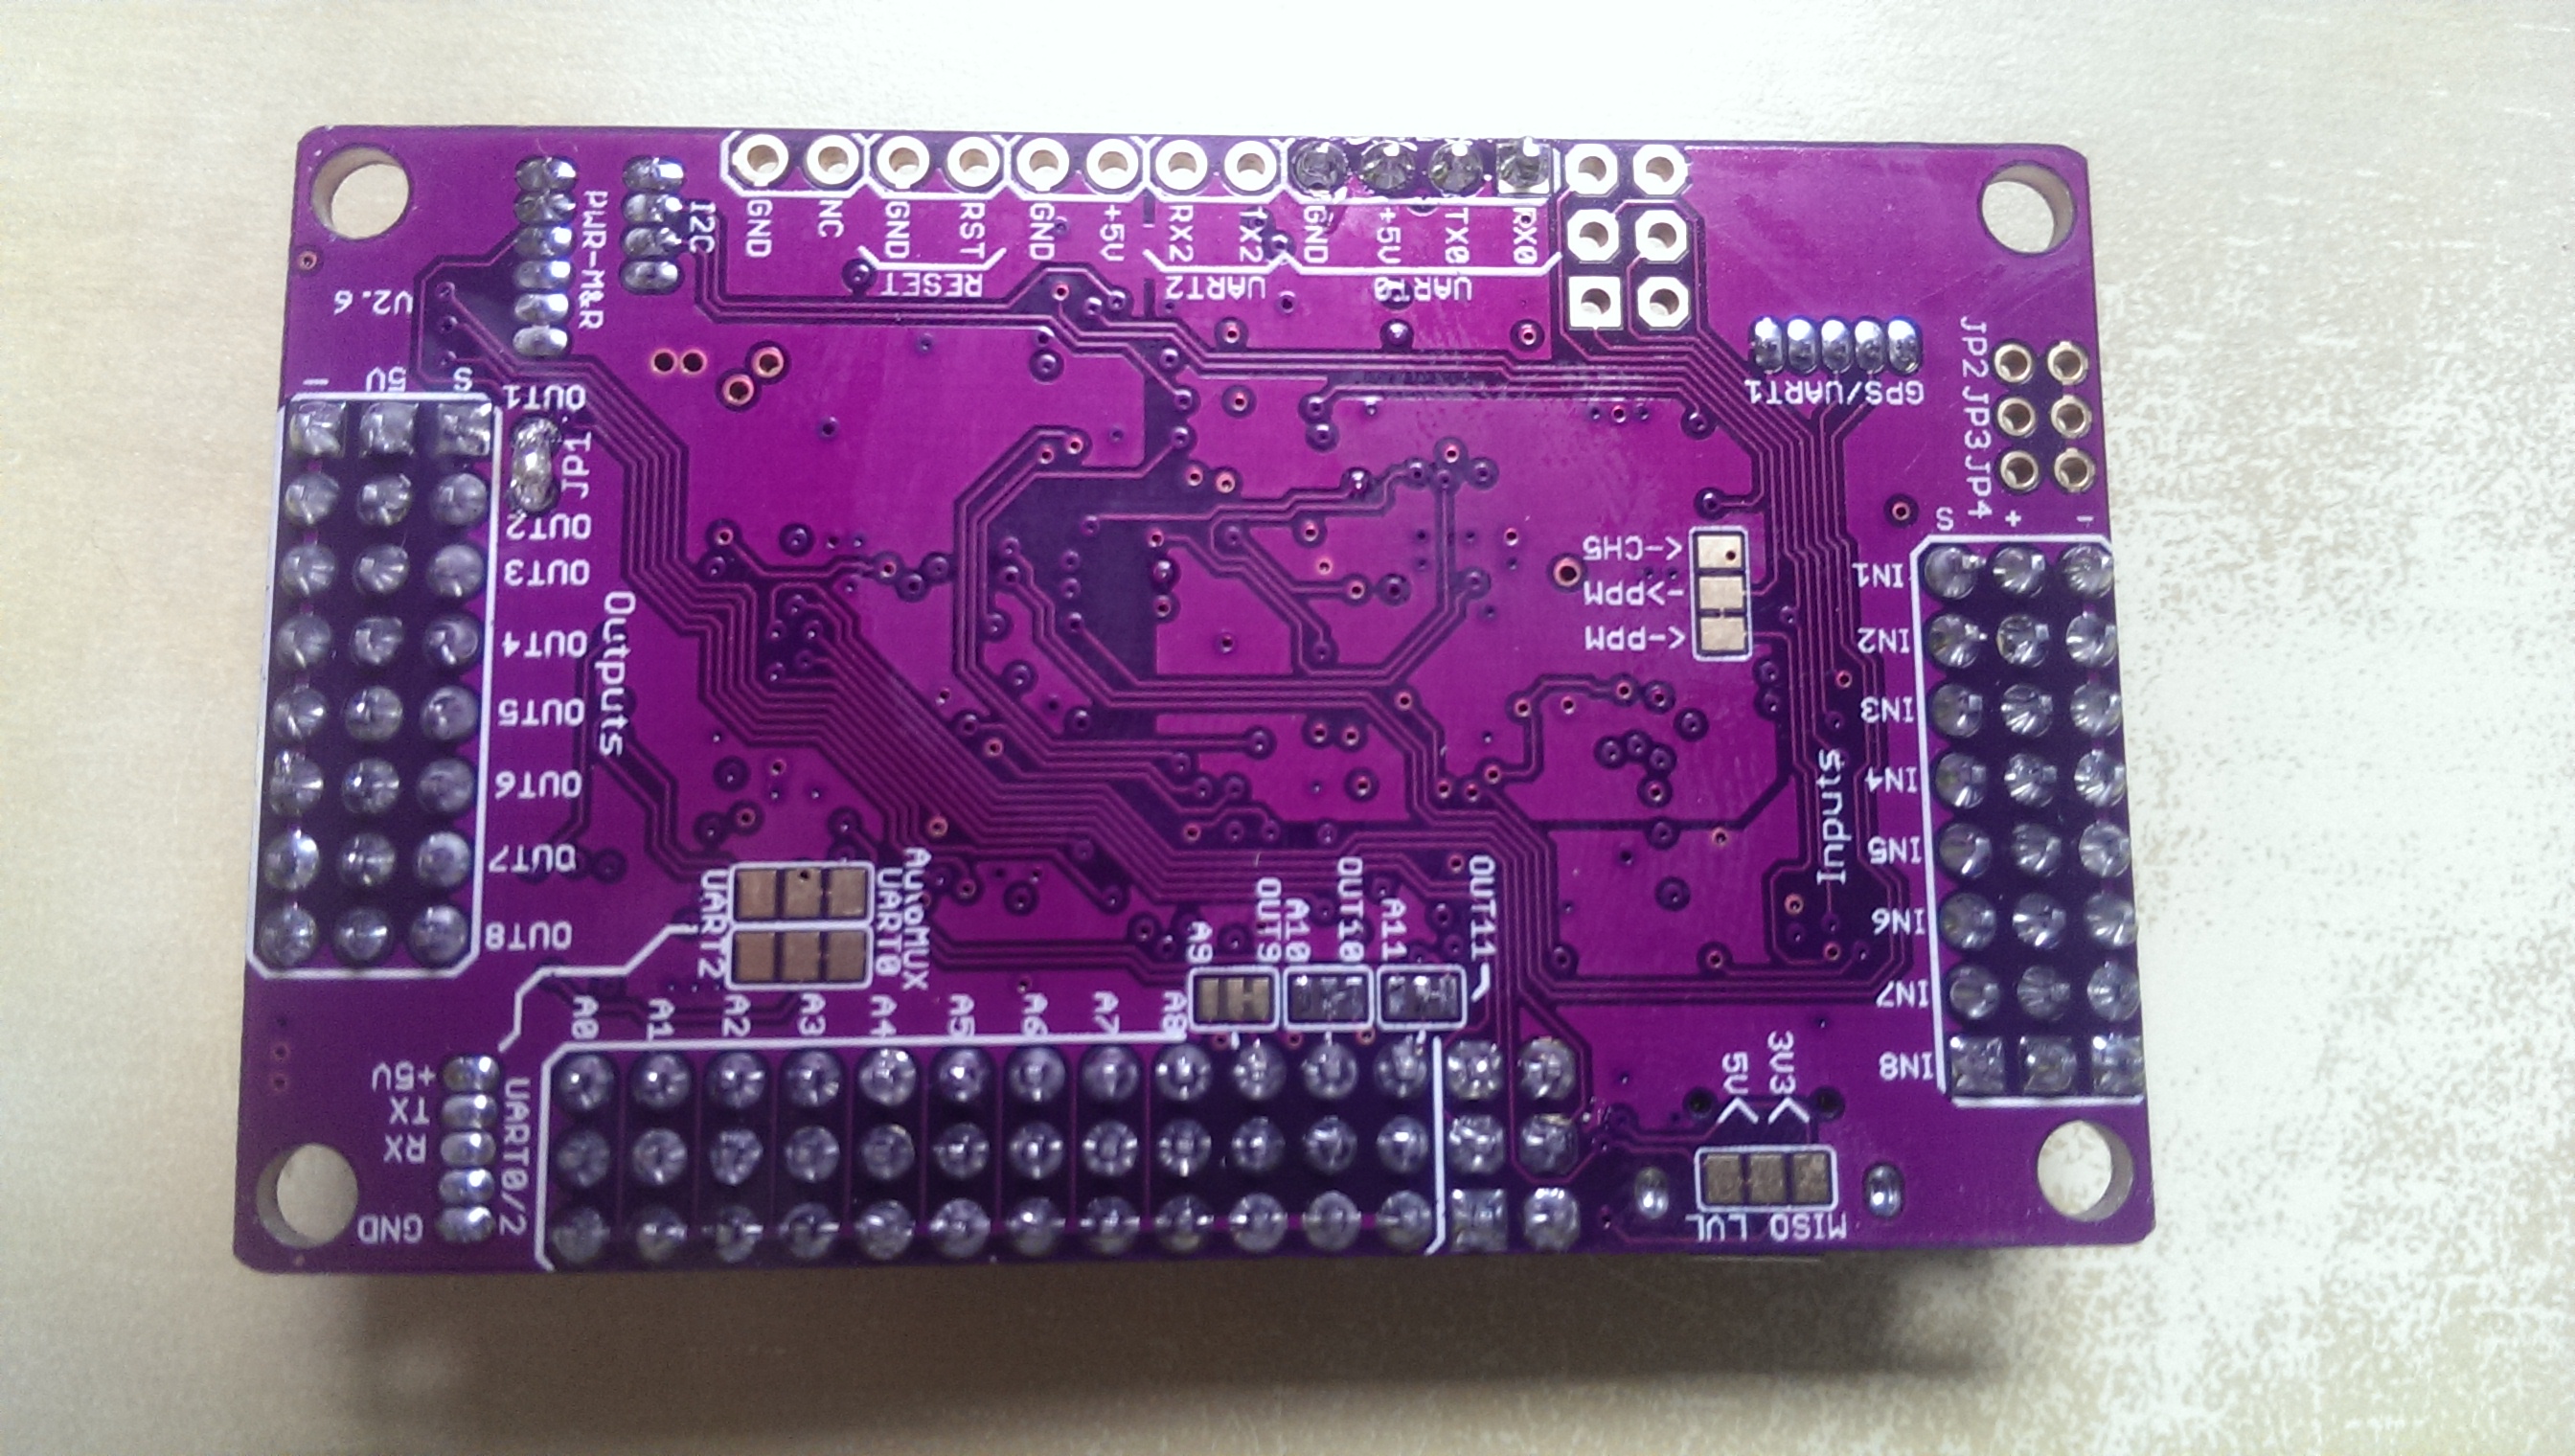 PWR-M&R
I2C
GND
NC
GND
RST
GND
+5V
RX2
TX2
GND
+5V
TX0
RX0
RESET
UART2
UART0
V2.6
- 5V S
OUT1
JP1
OUT2
OUT3
OUT4
OUT5
OUT6
OUT7
OUT8
Outputs
GPS/UART1
JP2
JP3
JP4
S + -
IN1
IN2
IN3
IN4
IN5
IN6
IN7
IN8
Inputs
<-CH5
->PPM
<-PPM
UART2
UART2
AutoMUX
UART0
UART0
A9
OUT9
A10
OUT10
A11
OUT11
A0
A1
A2
A3
A4
A5
A6
A7
A8
+5V
TX
RX
GND
UART0/2
5V<
3V3<
MISO LVL